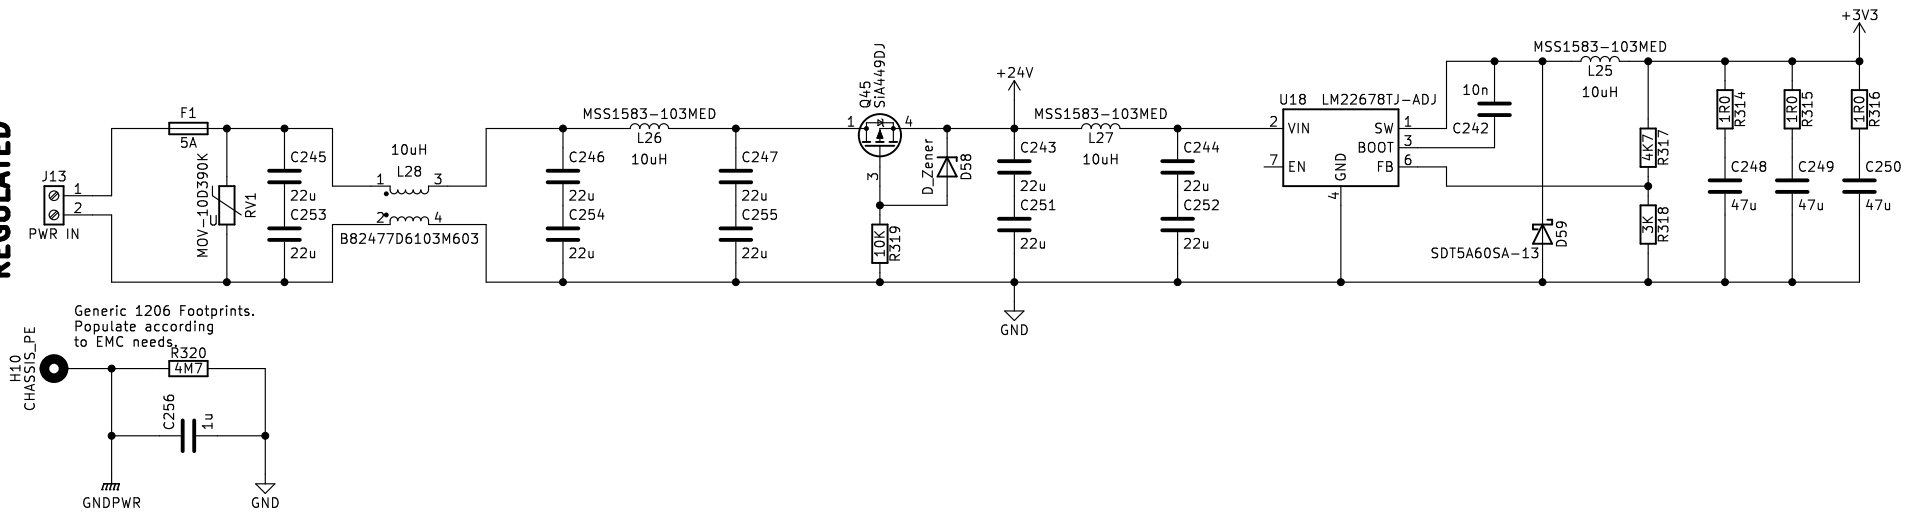 REGULATED
J13
1
2
PWR IN
F1
5A
MOV-10D390K
U
RV1
C245
22u
C253
22u
10uH
L28
1
3
2
4
B82477D6103M603
C246
22u
C254
22u
MSS1583-103MED
L26
10uH
C247
22u
C255
22u
Q45
SiA449DJ
1
4
3
D_Zener
D58
10K
R319
+24V
C243
22u
C251
22u
GND
MSS1583-103MED
L27
10uH
C244
22u
C252
22u
U18
LM22678TJ-ADJ
2
VIN
7
EN
GND
4
SW
1
BOOT
3
FB
6
10n
C242
SDT5A60SA-13
D59
MSS1583-103MED
L25
10uH
4K7
R317
3K
R318
1R0
R314
C248
47u
1R0
R315
C249
47u
+3V3
1R0
R316
C250
47u
Generic 1206 Footprints.
Populate according
to EMC needs.
H10
CHASSIS_PE
R320
4M7
C256
1u
GNDPWR
GND